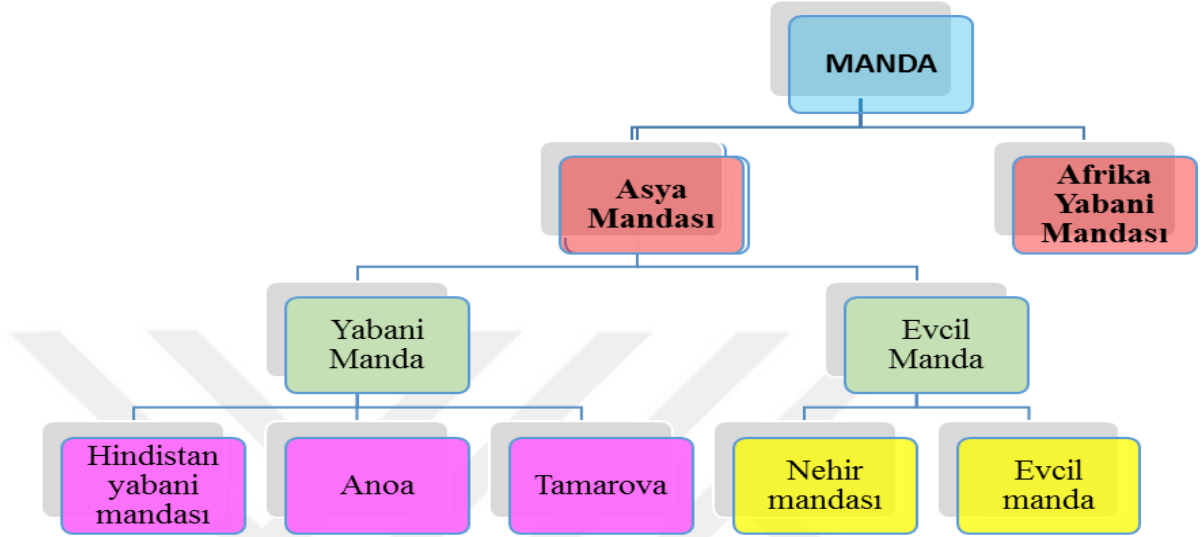 MANDA
Asya
Mandası
Afrika
Yabani
Mandası
Yabani
Manda
Evcil
Manda
Hindistan
yabani
mandası
Anoa
Tamarova
Nehir
mandası
Evcil
manda